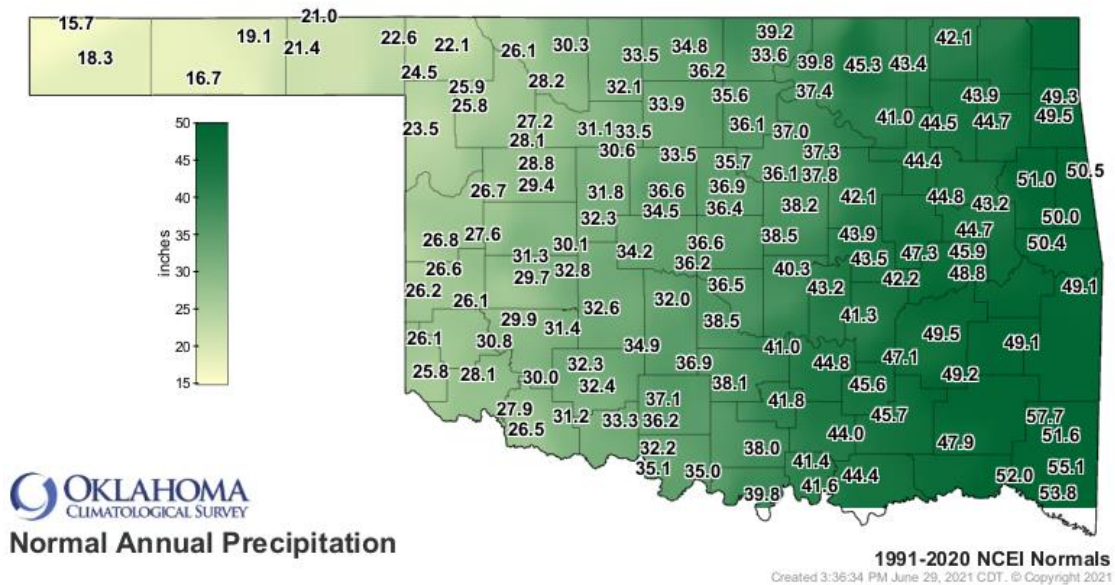 15.7 21.0
18.3 19.1 21.4 22.6 22.1 26.1 30.3 33.5 34.8 39.2 33.6 39.8 45.3 43.4 42.1
16.7 24.5 25.9 28.2 32.1 36.2 35.6 37.4 43.9 49.3
25.8 33.9 41.0 44.5 44.7 49.5
23.5 27.2 31.1 33.5 36.1 37.0
28.1 30.6 33.5 35.7 37.3 44.4 50.5
28.8 36.1 37.8 51.0
26.7 29.4 31.8 36.6 36.9 42.1 44.8 43.2
32.3 34.5 36.4 38.2 50.0
26.8 27.6 30.1 34.2 36.6 38.5 43.9 44.7 50.4
26.6 31.3 32.8 36.2 40.3 43.5 47.3 45.9
29.7 36.5 43.2 42.2 48.8 49.1
26.2 26.1 32.6 32.0
29.9 31.4 38.5 41.3
26.1 30.8 34.9 41.0 49.5 49.1
25.8 28.1 30.0 32.3 36.9 44.8 47.1 49.2
32.4 38.1 45.6
27.9 31.2 37.1 41.8 45.7 57.7
26.5 33.3 36.2 44.0 51.6
32.2 38.0 47.9
35.1 35.0 41.4 44.4 52.0 55.1
39.8 41.6 53.8
50
45
40
35
30
25
20
15
inches
OKLAHOMA
CLIMATOLOGICAL SURVEY
Normal Annual Precipitation
1991-2020 NCEI Normals
Created 3:36:34 PM June 29, 2021 CDT. © Copyright 2021